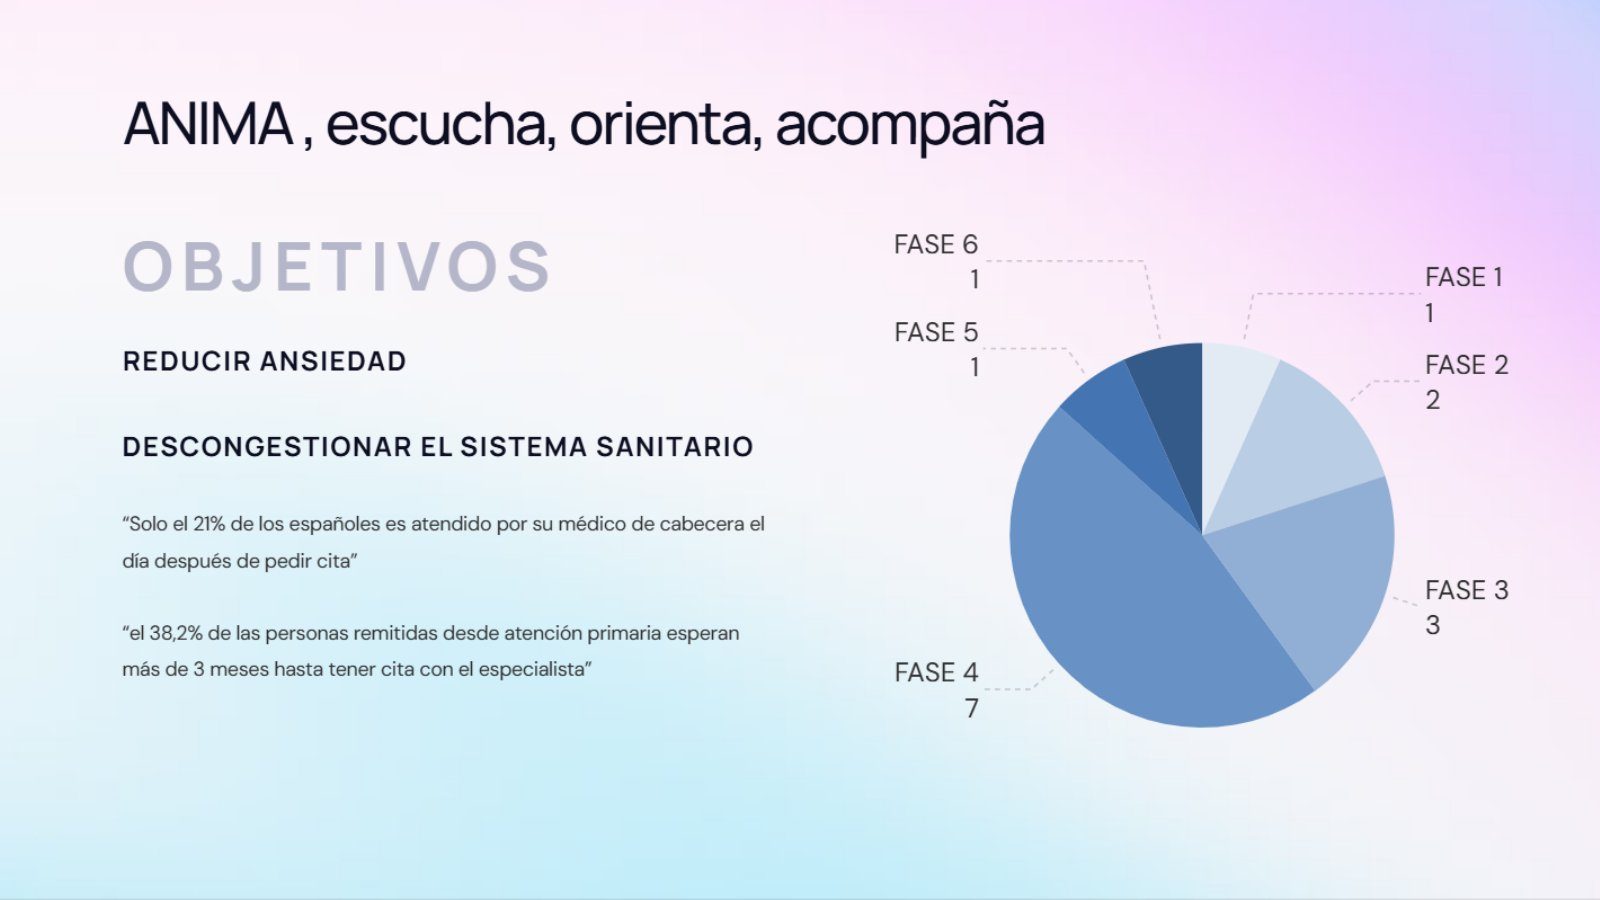 ANIMA , escucha, orienta, acompaña
OBJETIVOS
REDUCIR ANSIEDAD
DESCONGESTIONAR EL SISTEMA SANITARIO
“Solo el 21% de los españoles es atendido por su médico de cabecera el
día después de pedir cita”
“el 38,2% de las personas remitidas desde atención primaria esperan
más de 3 meses hasta tener cita con el especialista”
FASE 6
1
FASE 5
1
FASE 4
7
FASE 1
1
FASE 2
2
FASE 3
3